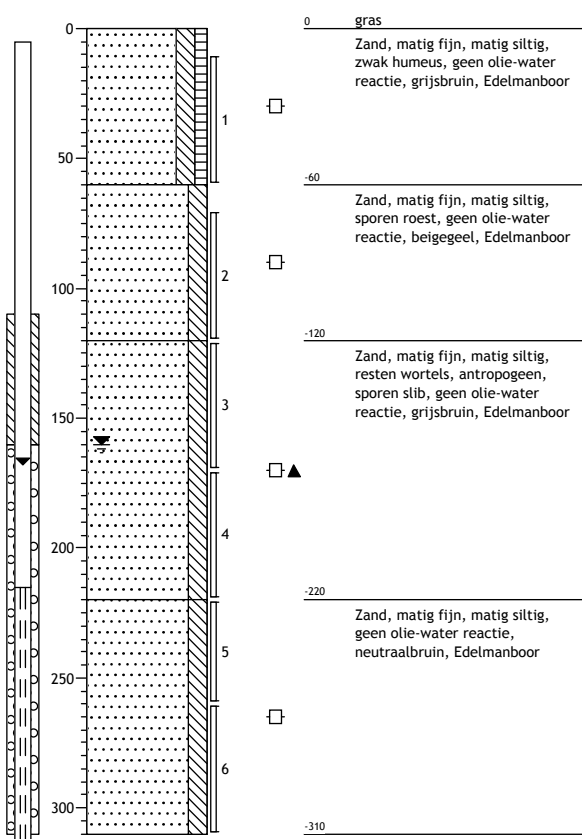 0 gras
Zand, matig fijn, matig siltig,
zwak humeus, geen olie-water
reactie, grijsbruin, Edelmanboor
-60
Zand, matig fijn, matig siltig,
sporen roest, geen olie-water
reactie, beigegeel, Edelmanboor
-120
Zand, matig fijn, matig siltig,
resten wortels, antropogeen,
sporen slib, geen olie-water
reactie, grijsbruin, Edelmanboor
-220
Zand, matig fijn, matig siltig,
geen olie-water reactie,
neutraalbruin, Edelmanboor
-310
0
50
100
150
200
250
300
1
2
3
4
5
6